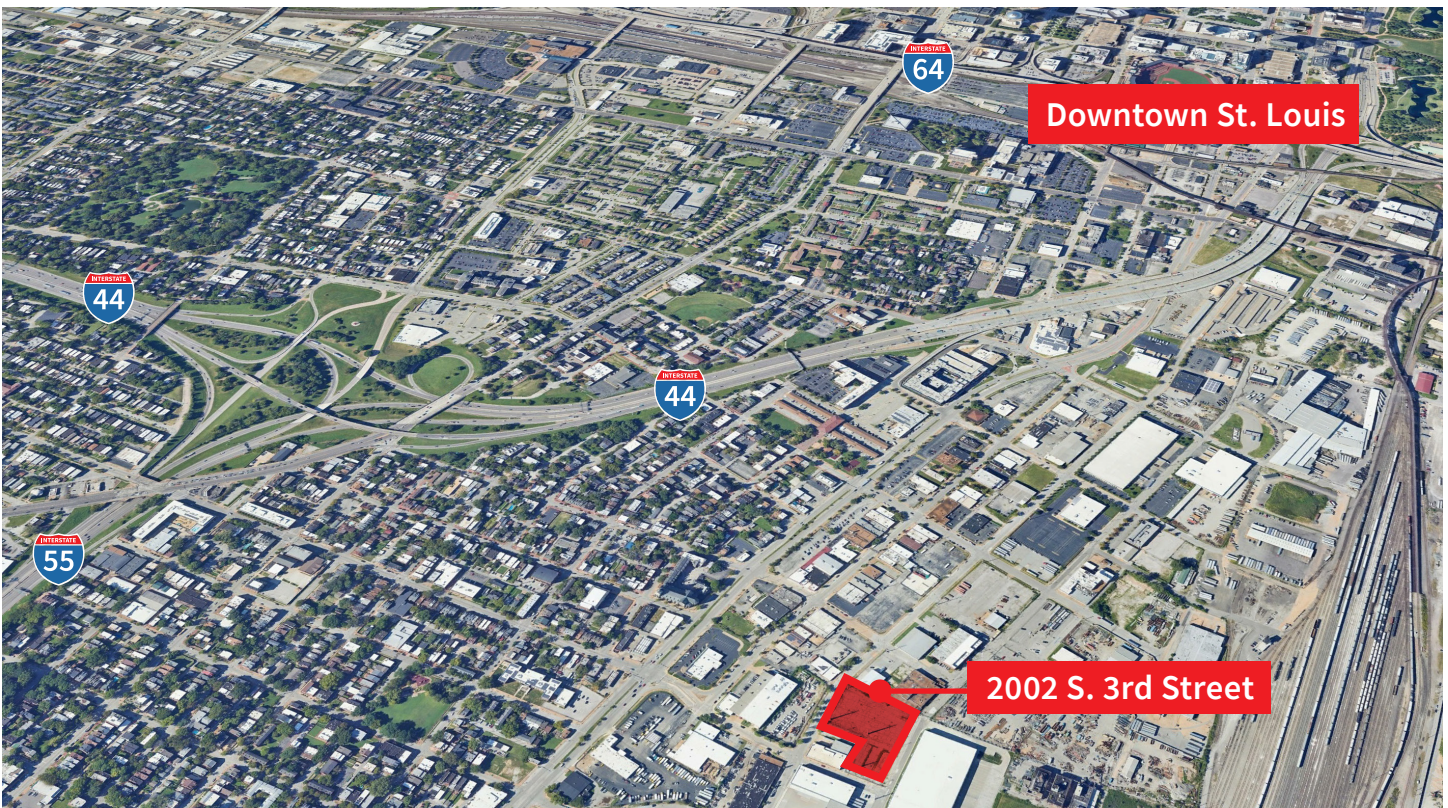 INTERSTATE
64
Downtown St. Louis
INTERSTATE
44
INTERSTATE
44
INTERSTATE
55
2002 S. 3rd Street